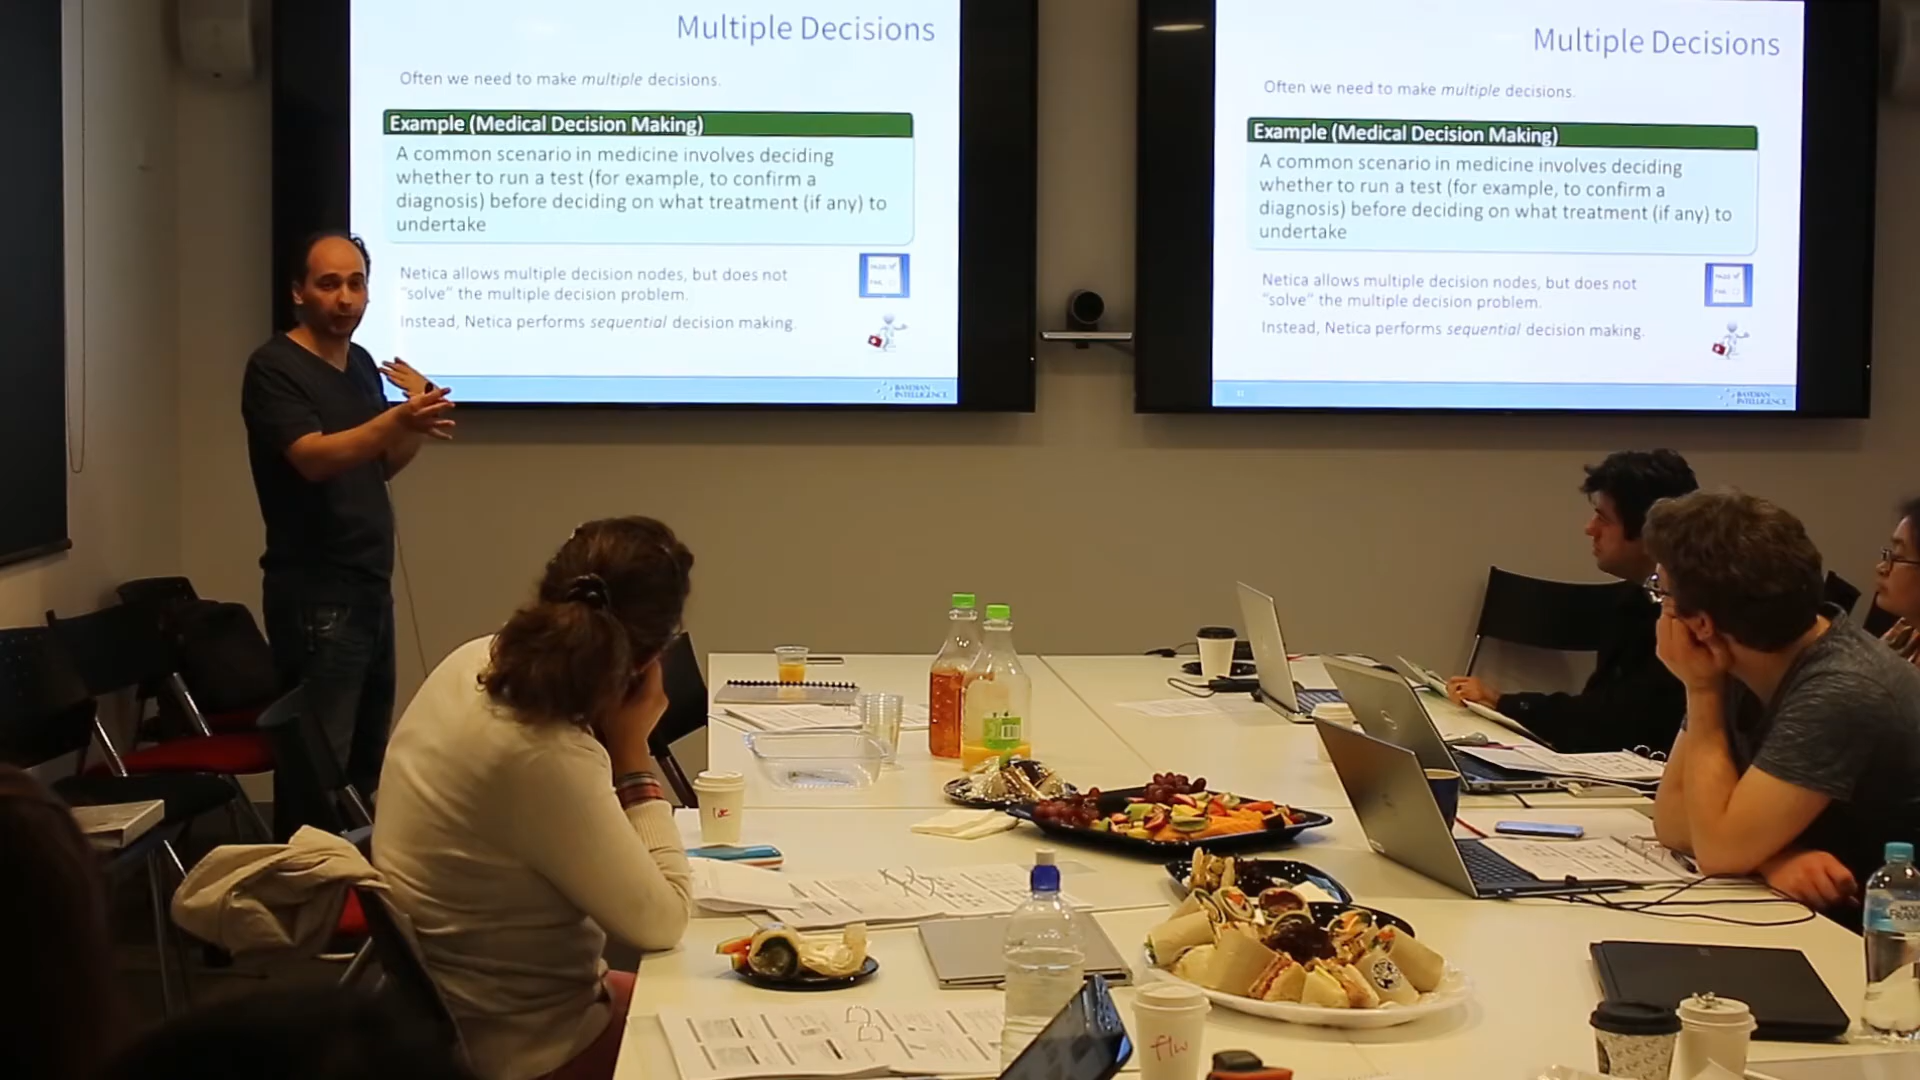 Multiple Decisions
Often we need to make multiple decisions.
Example (Medical Decision Making)
A common scenario in medicine involves deciding
whether to run a test (for example, to confirm a
diagnosis) before deciding on what treatment (if any) to
undertake
Netica allows multiple decision nodes, but does not
"solve" the multiple decision problem.
Instead, Netica performs sequential decision making.
BAYESIAN
INTELLIGENCE
Multiple Decisions
Often we need to make multiple decisions.
Example (Medical Decision Making)
A common scenario in medicine involves deciding
whether to run a test (for example, to confirm a
diagnosis) before deciding on what treatment (if any) to
undertake
Netica allows multiple decision nodes, but does not
"solve" the multiple decision problem.
Instead, Netica performs sequential decision making.
BAYESIAN
INTELLIGENCE